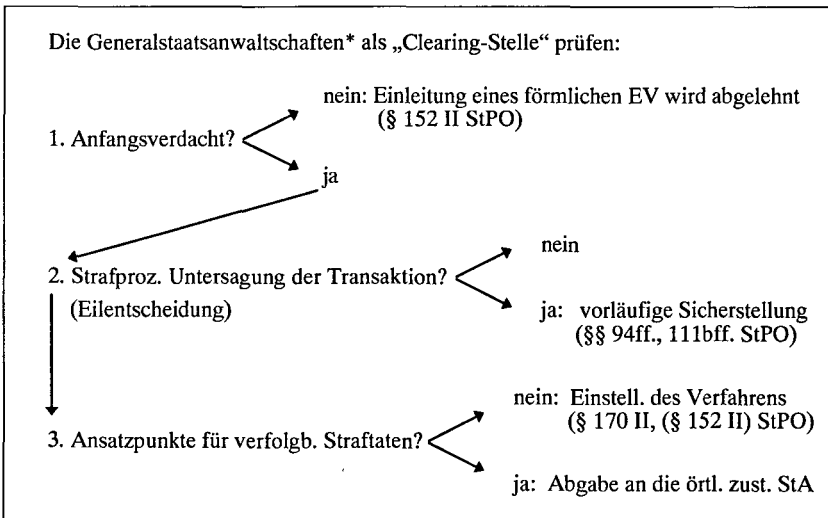 Die Generalstaatsanwaltschaften* als „Clearing-Stelle“ prüfen:
nein: Einleitung eines förmlichen EV wird abgelehnt
(§ 152 II StPO)
1. Anfangsverdacht?
ja
nein
2. Strafproz. Untersagung der Transaktion?
(Eilentscheidung)
ja: vorläufige Sicherstellung
(§§ 94ff., 111bff. StPO)
nein: Einstell. des Verfahrens
(§ 170 II, (§ 152 II) StPO)
3. Ansatzpunkte für verfolgb. Straftaten?
ja: Abgabe an die örtl. zust. StA